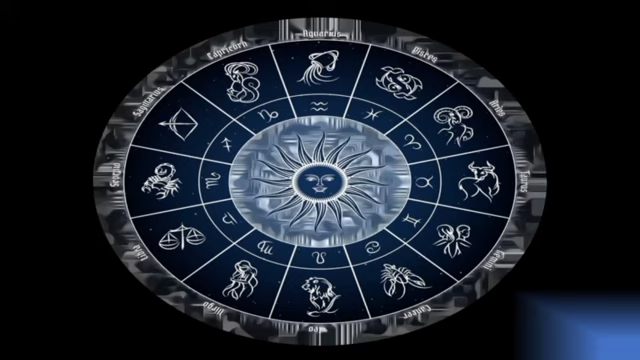 Aquarius
Pisces
Aries
Taurus
Gemini
Cancer
Leo
Virgo
Libra
Scorpio
Sagittarius
Capricorn